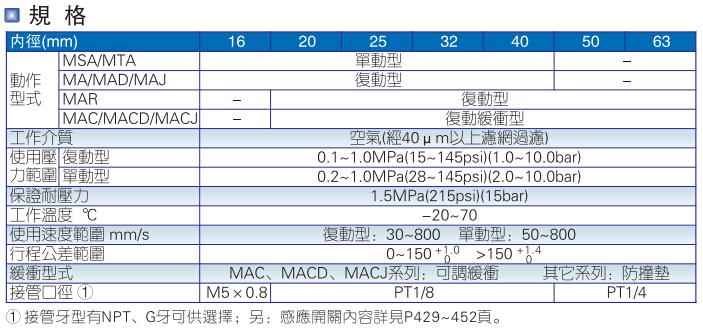 規 格
内徑(mm) 16 20 25 32 40 50 63
動作型式 MSA/MTA 單動型 –
MA/MAD/MAJ 復動型 –
MAR – 復動型
MAC/MACD/MACJ – 復動緩衝型
工作介質 空氣(經40μm以上濾網過濾)
使用壓力範圍 復動型 0.1~1.0MPa(15~145psi)(1.0~10.0bar)
單動型 0.2~1.0MPa(28~145psi)(2.0~10.0bar)
保證耐壓力 1.5MPa(215psi)(15bar)
工作溫度 ℃ –20~70
使用速度範圍 mm/s 復動型：30~800 單動型：50~800
行程公差範圍 0~150 +1.0 0 >150 +1.4 0
緩衝型式 MAC、MACD、MACJ系列：可調緩衝 其它系列：防撞墊
接管口徑 ① M5×0.8 PT1/8 PT1/4
① 接管牙型有NPT、G牙可供選擇；另：感應開關內容詳見P429~452頁。